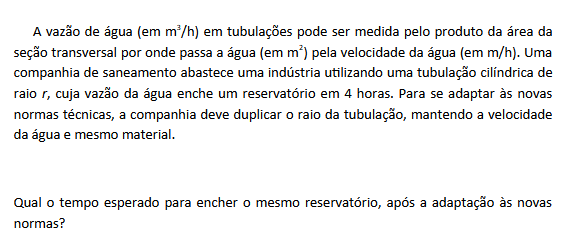 A vazão de água (em m³/h) em tubulações pode ser medida pelo produto da área da
seção transversal por onde passa a água (em m²) pela velocidade da água (em m/h). Uma
companhia de saneamento abastece uma indústria utilizando uma tubulação cilíndrica de
raio r, cuja vazão da água enche um reservatório em 4 horas. Para se adaptar às novas
normas técnicas, a companhia deve duplicar o raio da tubulação, mantendo a velocidade
da água e mesmo material.
Qual o tempo esperado para encher o mesmo reservatório, após a adaptação às novas
normas?